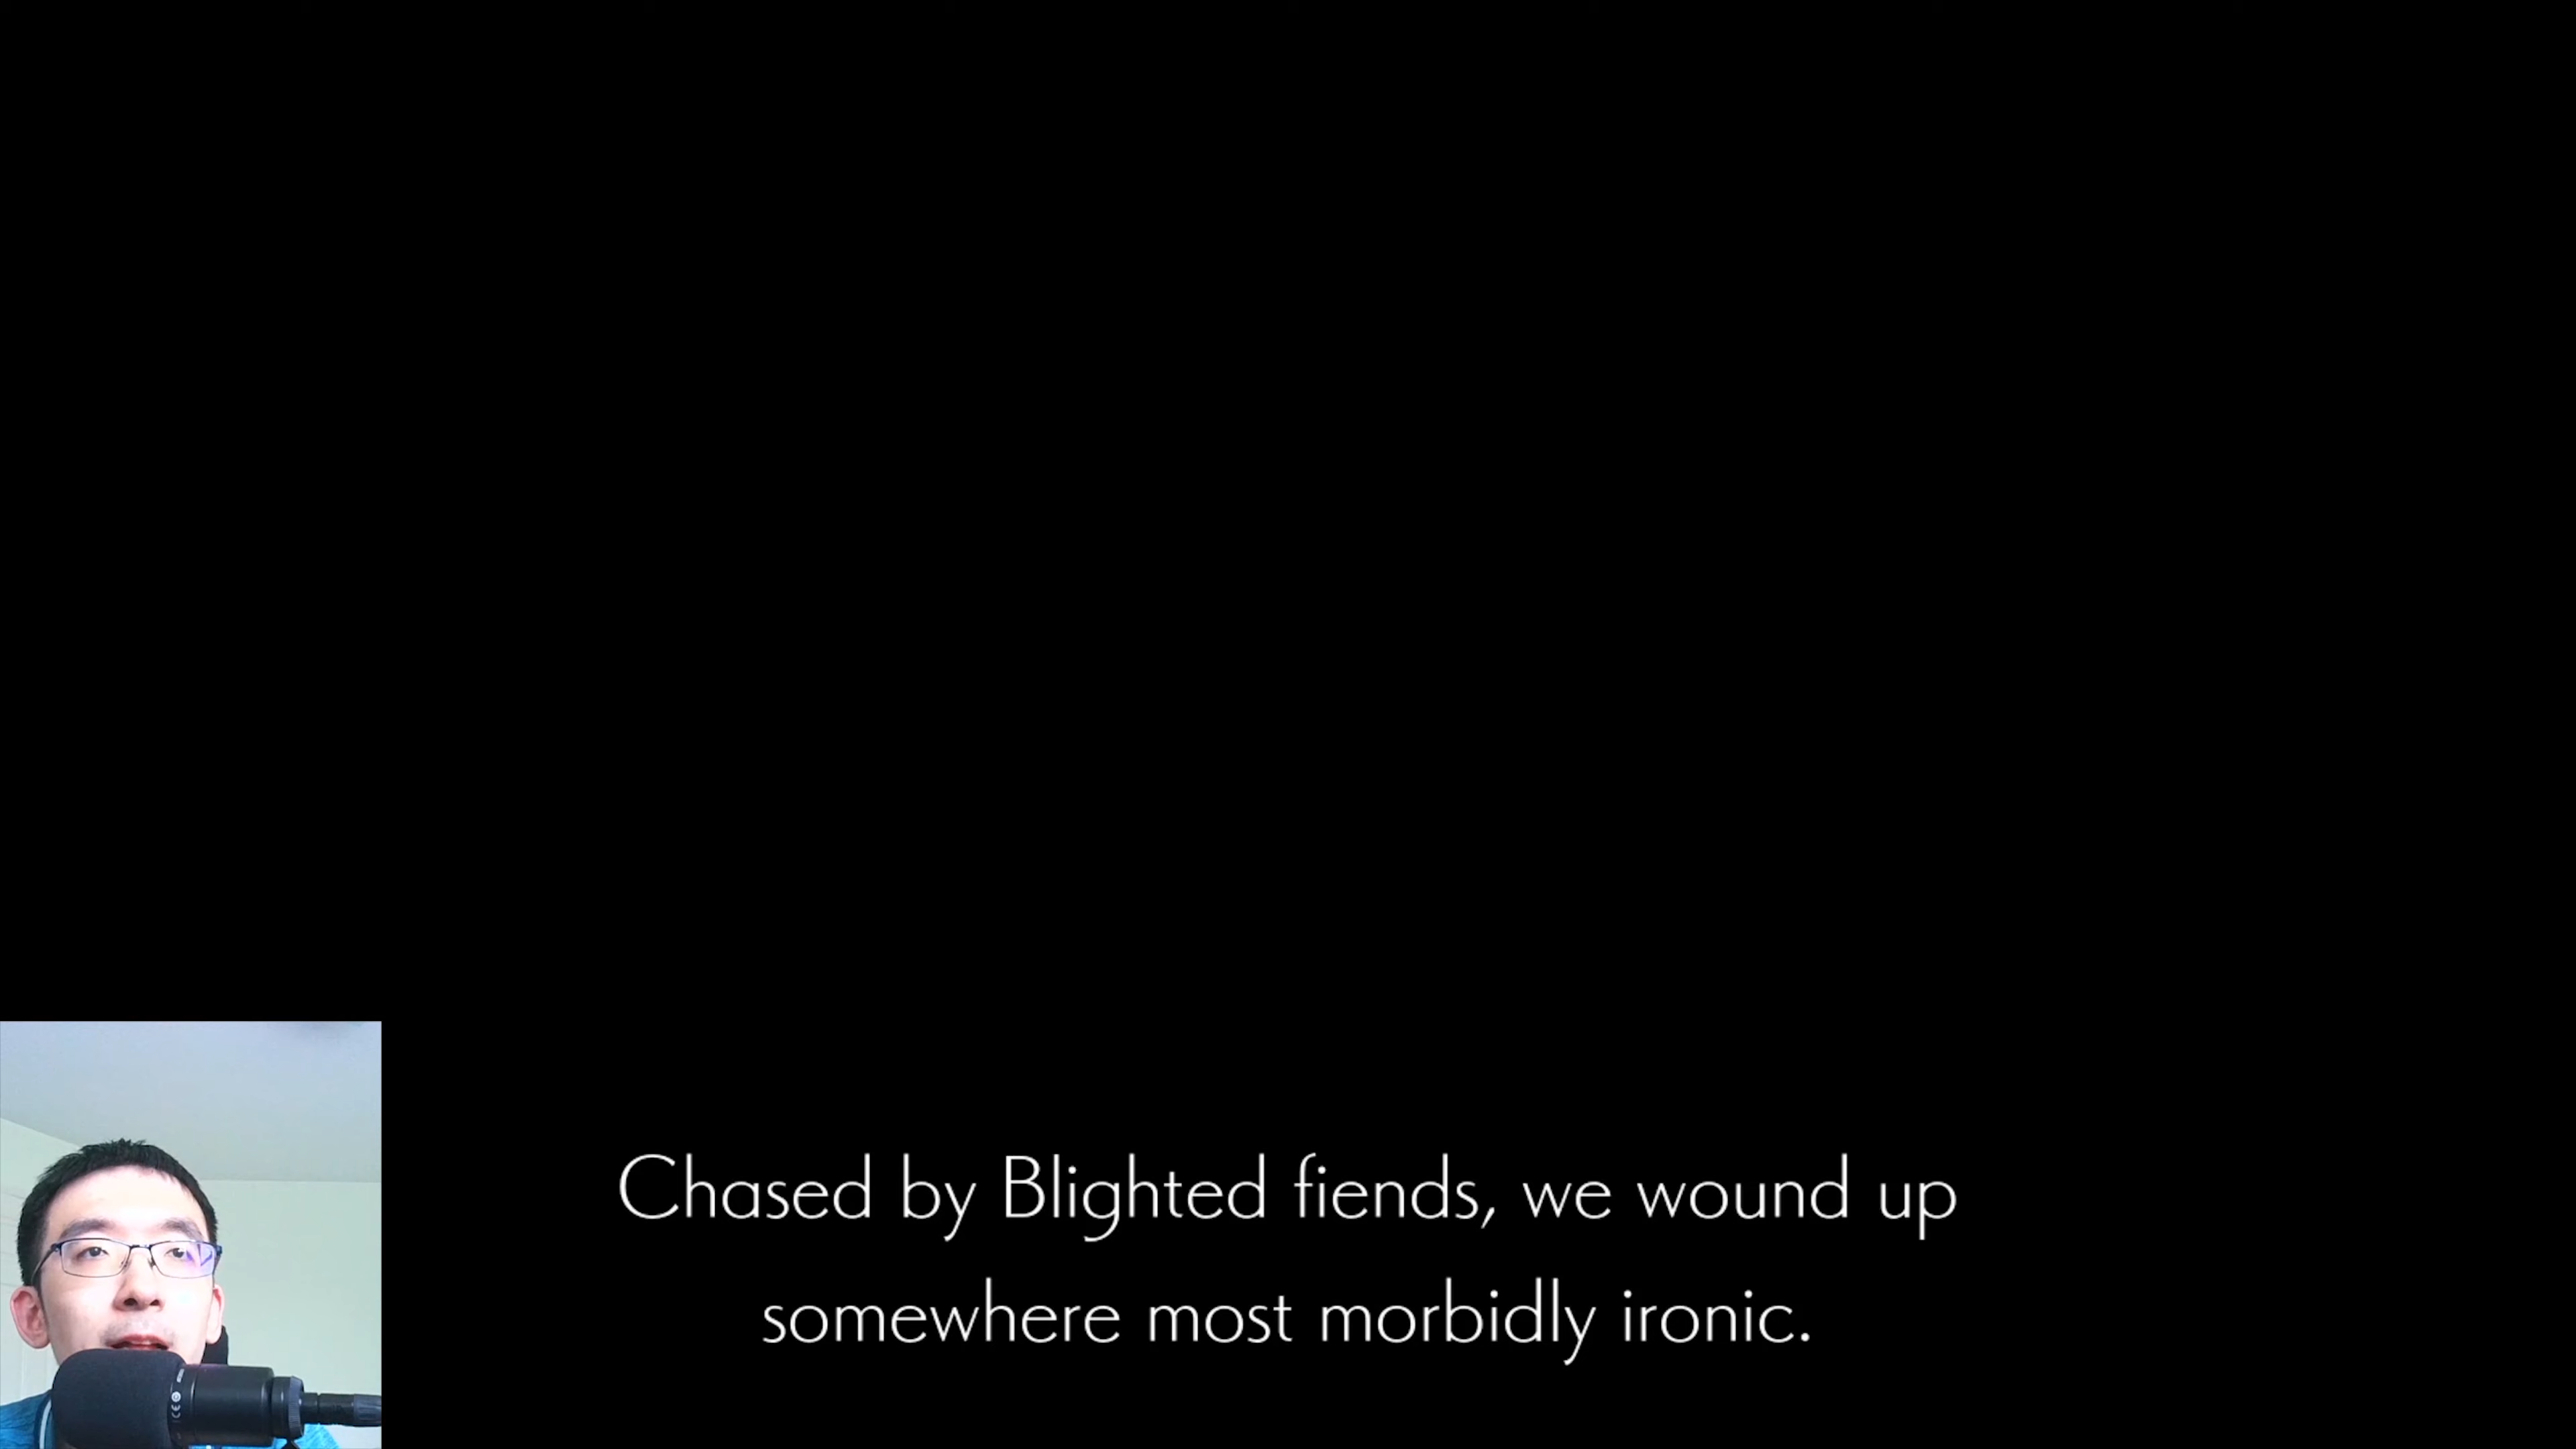 Chased by Blighted fiends, we wound up
somewhere most morbidly ironic.